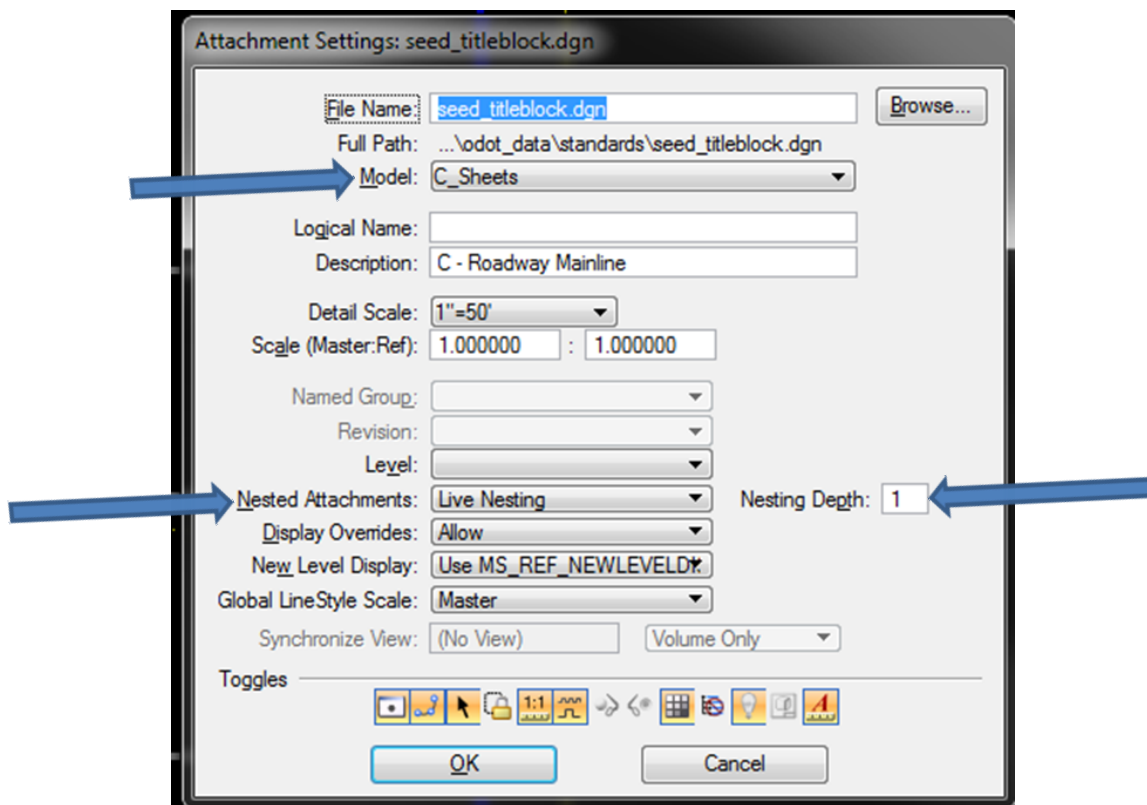 Attachment Settings: seed_titleblock.dgn
File Name: seed_titleblock.dgn Browse...
Full Path: ...\odot_data\standards\seed_titleblock.dgn
Model: C_Sheets
Logical Name:
Description: C - Roadway Mainline
Detail Scale: 1"=50'
Scale (Master:Ref): 1.000000 : 1.000000
Named Group:
Revision:
Level:
Nested Attachments: Live Nesting Nesting Depth: 1
Display Overrides: Allow
New Level Display: Use MS_REF_NEWLEVELDI
Global LineStyle Scale: Master
Synchronize View: (No View) Volume Only
Toggles
1:1 A
OK Cancel